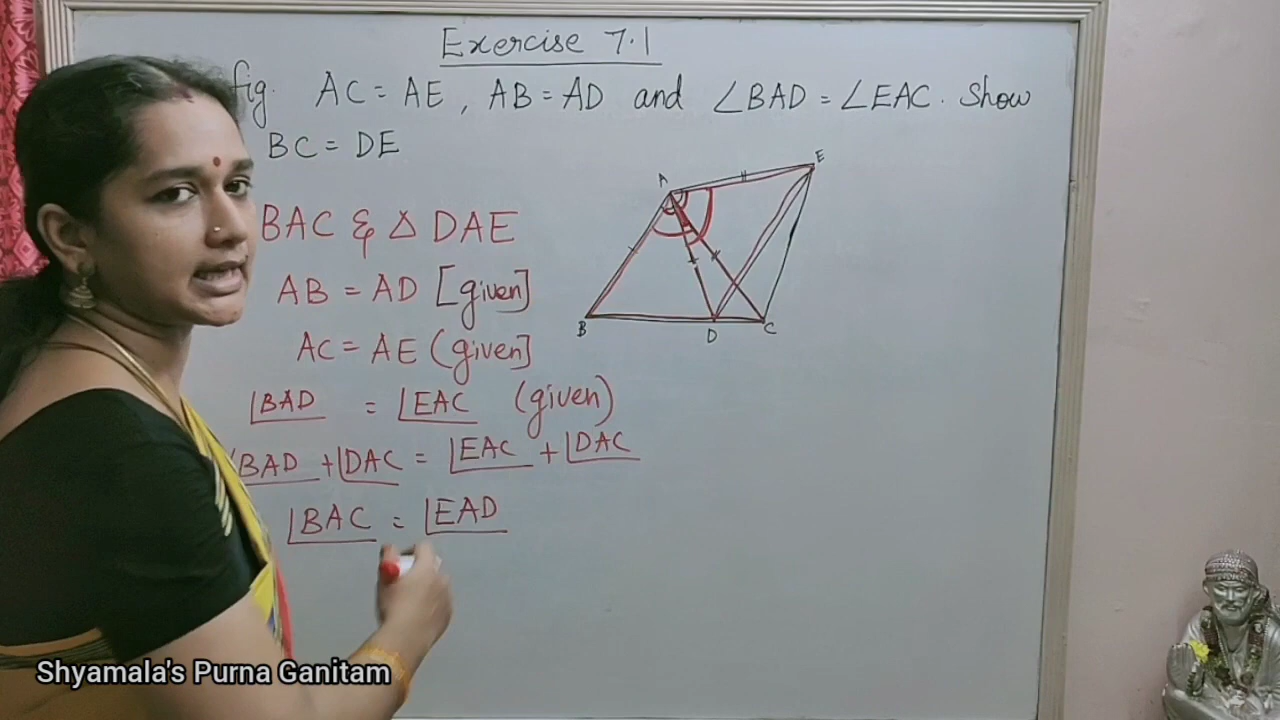 Exercise 7.1
fig. AC = AE, AB = AD and ∠BAD = ∠EAC. Show
BC = DE
BAC & △ DAE
AB = AD [given]
AC = AE (given]
∠BAD = ∠EAC (given)
∠BAD + ∠DAC = ∠EAC + ∠DAC
∠BAC = ∠EAD
A
E
B
D
C
Shyamala's Purna Ganitam